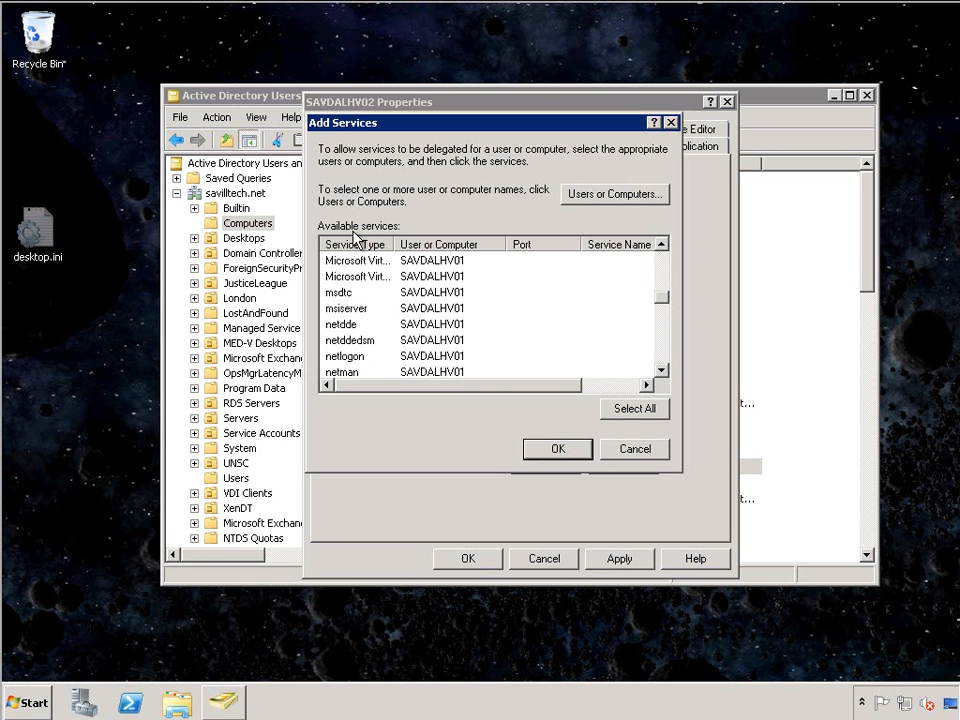 Recycle Bin
desktop.ini
Active Directory Users
File Action View Help
Active Directory Users an
Saved Queries
savilltech.net
Builtin
Computers
Desktops
Domain Controller
ForeignSecurityPr
JusticeLeague
London
LostAndFound
Managed Service
MED-V Desktops
Microsoft Exchan
OpsMgrLatencyM
Program Data
RDS Servers
Servers
Service Accounts
System
UNSC
Users
VDI Clients
XenDT
Microsoft Exchan
NTDS Quotas
SAVDALHV02 Properties
e Editor
plication
Add Services
To allow services to be delegated for a user or computer, select the appropriate
users or computers, and then click the services.
To select one or more user or computer names, click
Users or Computers.
Users or Computers...
Available services:
Service Type User or Computer Port Service Name
Microsoft Virt... SAVDALHV01
Microsoft Virt... SAVDALHV01
msdtc SAVDALHV01
msiserver SAVDALHV01
netdde SAVDALHV01
netddedsm SAVDALHV01
netlogon SAVDALHV01
netman SAVDALHV01
Select All
OK Cancel
t...
t...
OK Cancel Apply Help
Start